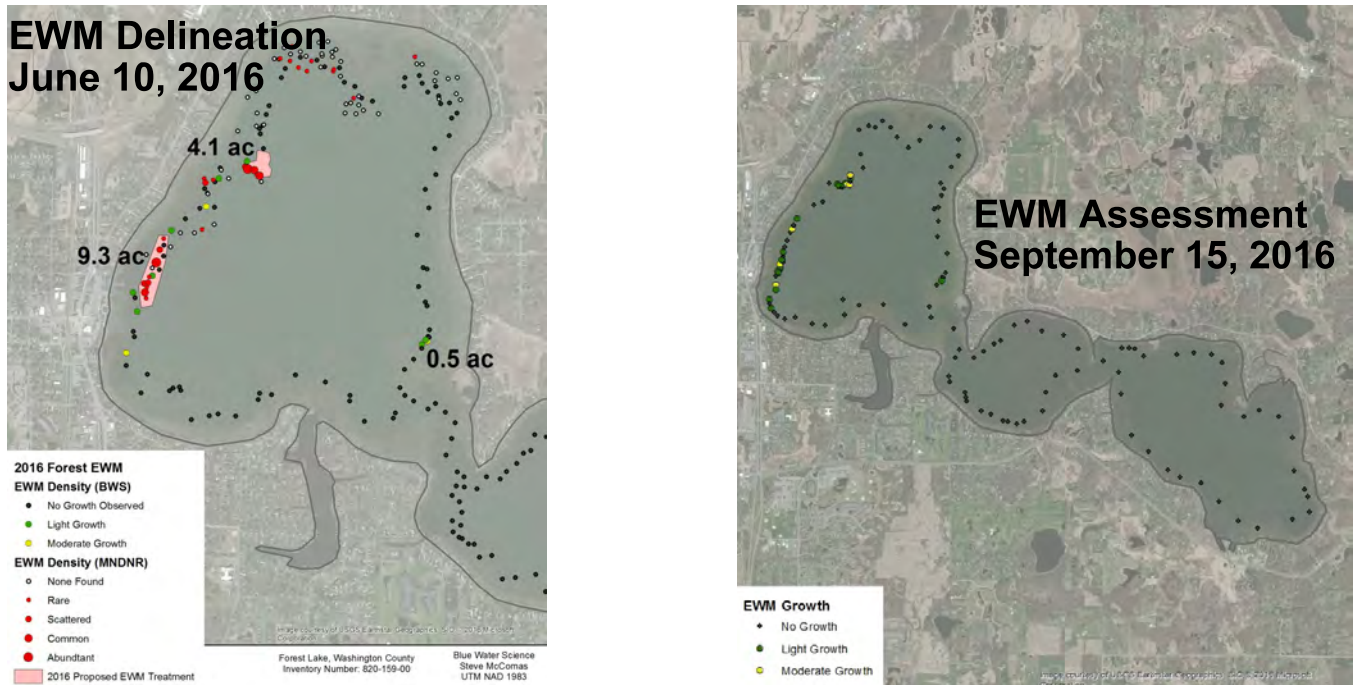 EWM Delineation
June 10, 2016
4.1 ac
9.3 ac
0.5 ac
2016 Forest EWM
EWM Density (BWS)
No Growth Observed
Light Growth
Moderate Growth
EWM Density (MNDNR)
None Found
Rare
Scattered
Common
Abundtant
2016 Proposed EWM Treatment
Forest Lake, Washington County
Inventory Number: 820-159-00
Blue Water Science
Steve McComas
UTM NAD 1983
EWM Assessment
September 15, 2016
EWM Growth
No Growth
Light Growth
Moderate Growth